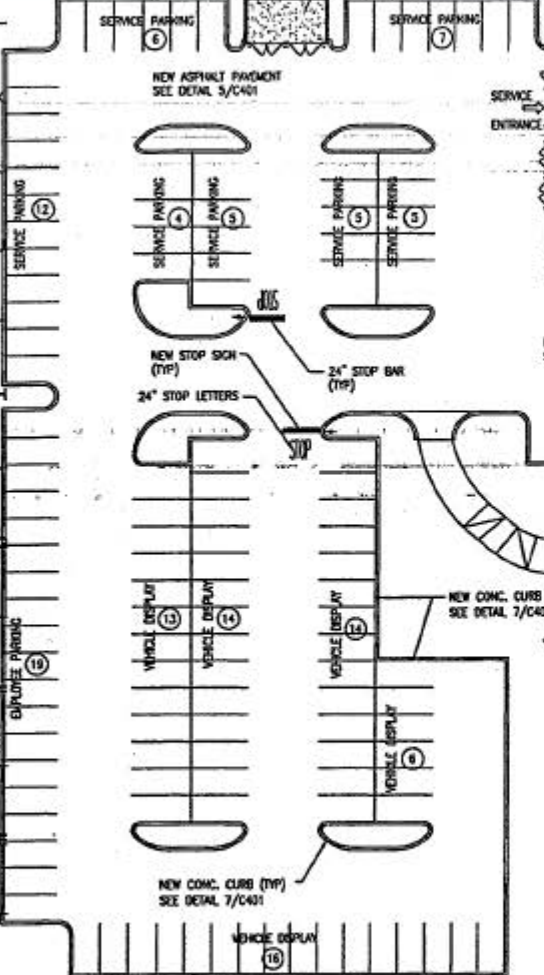 SERVICE PARKING
6
SERVICE PARKING
7
NEW ASPHALT PAVEMENT
SEE DETAIL 5/C401
SERVICE
ENTRANCE
SERVICE PARKING
12
SERVICE PARKING
4
SERVICE PARKING
5
SERVICE PARKING
5
SERVICE PARKING
5
STOP
NEW STOP SIGN
(TYP)
24" STOP BAR
(TYP)
24" STOP LETTERS
STOP
VEHICLE DISPLAY
13
VEHICLE DISPLAY
14
VEHICLE DISPLAY
14
NEW CONC. CURB
SEE DETAIL 7/C40
EMPLOYEE PARKING
19
VEHICLE DISPLAY
6
NEW CONC. CURB (TYP)
SEE DETAIL 7/C401
VEHICLE DISPLAY
16